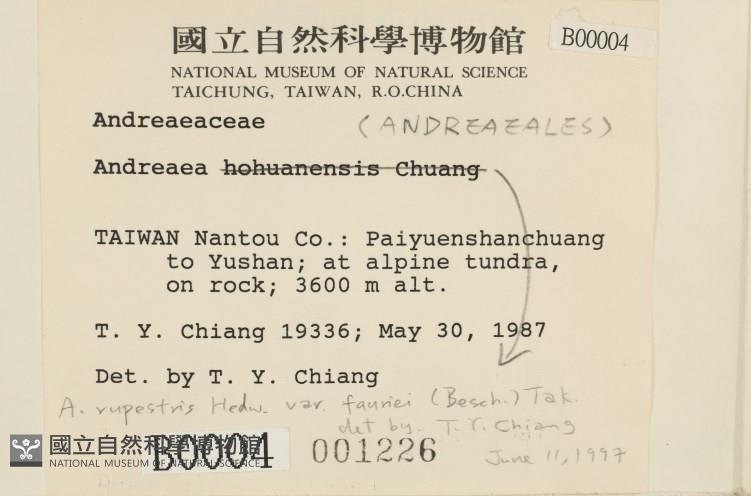 國立自然科學博物館
B00004
NATIONAL MUSEUM OF NATURAL SCIENCE
TAICHUNG, TAIWAN, R.O.CHINA
Andreaeaceae (ANDREAEALES)
Andreaea hohuanensis Chuang
TAIWAN Nantou Co.: Paiyuenshanchuang
to Yushan; at alpine tundra,
on rock; 3600 m alt.
T. Y. Chiang 19336; May 30, 1987
Det. by T. Y. Chiang
A. rupestris Hedw. var. fauriei (Besch.) Tak.
det by. T. Y. Chiang
國立自然科學博物館
NATIONAL MUSEUM OF NATURAL SCIENCE
001226
June 11, 1997